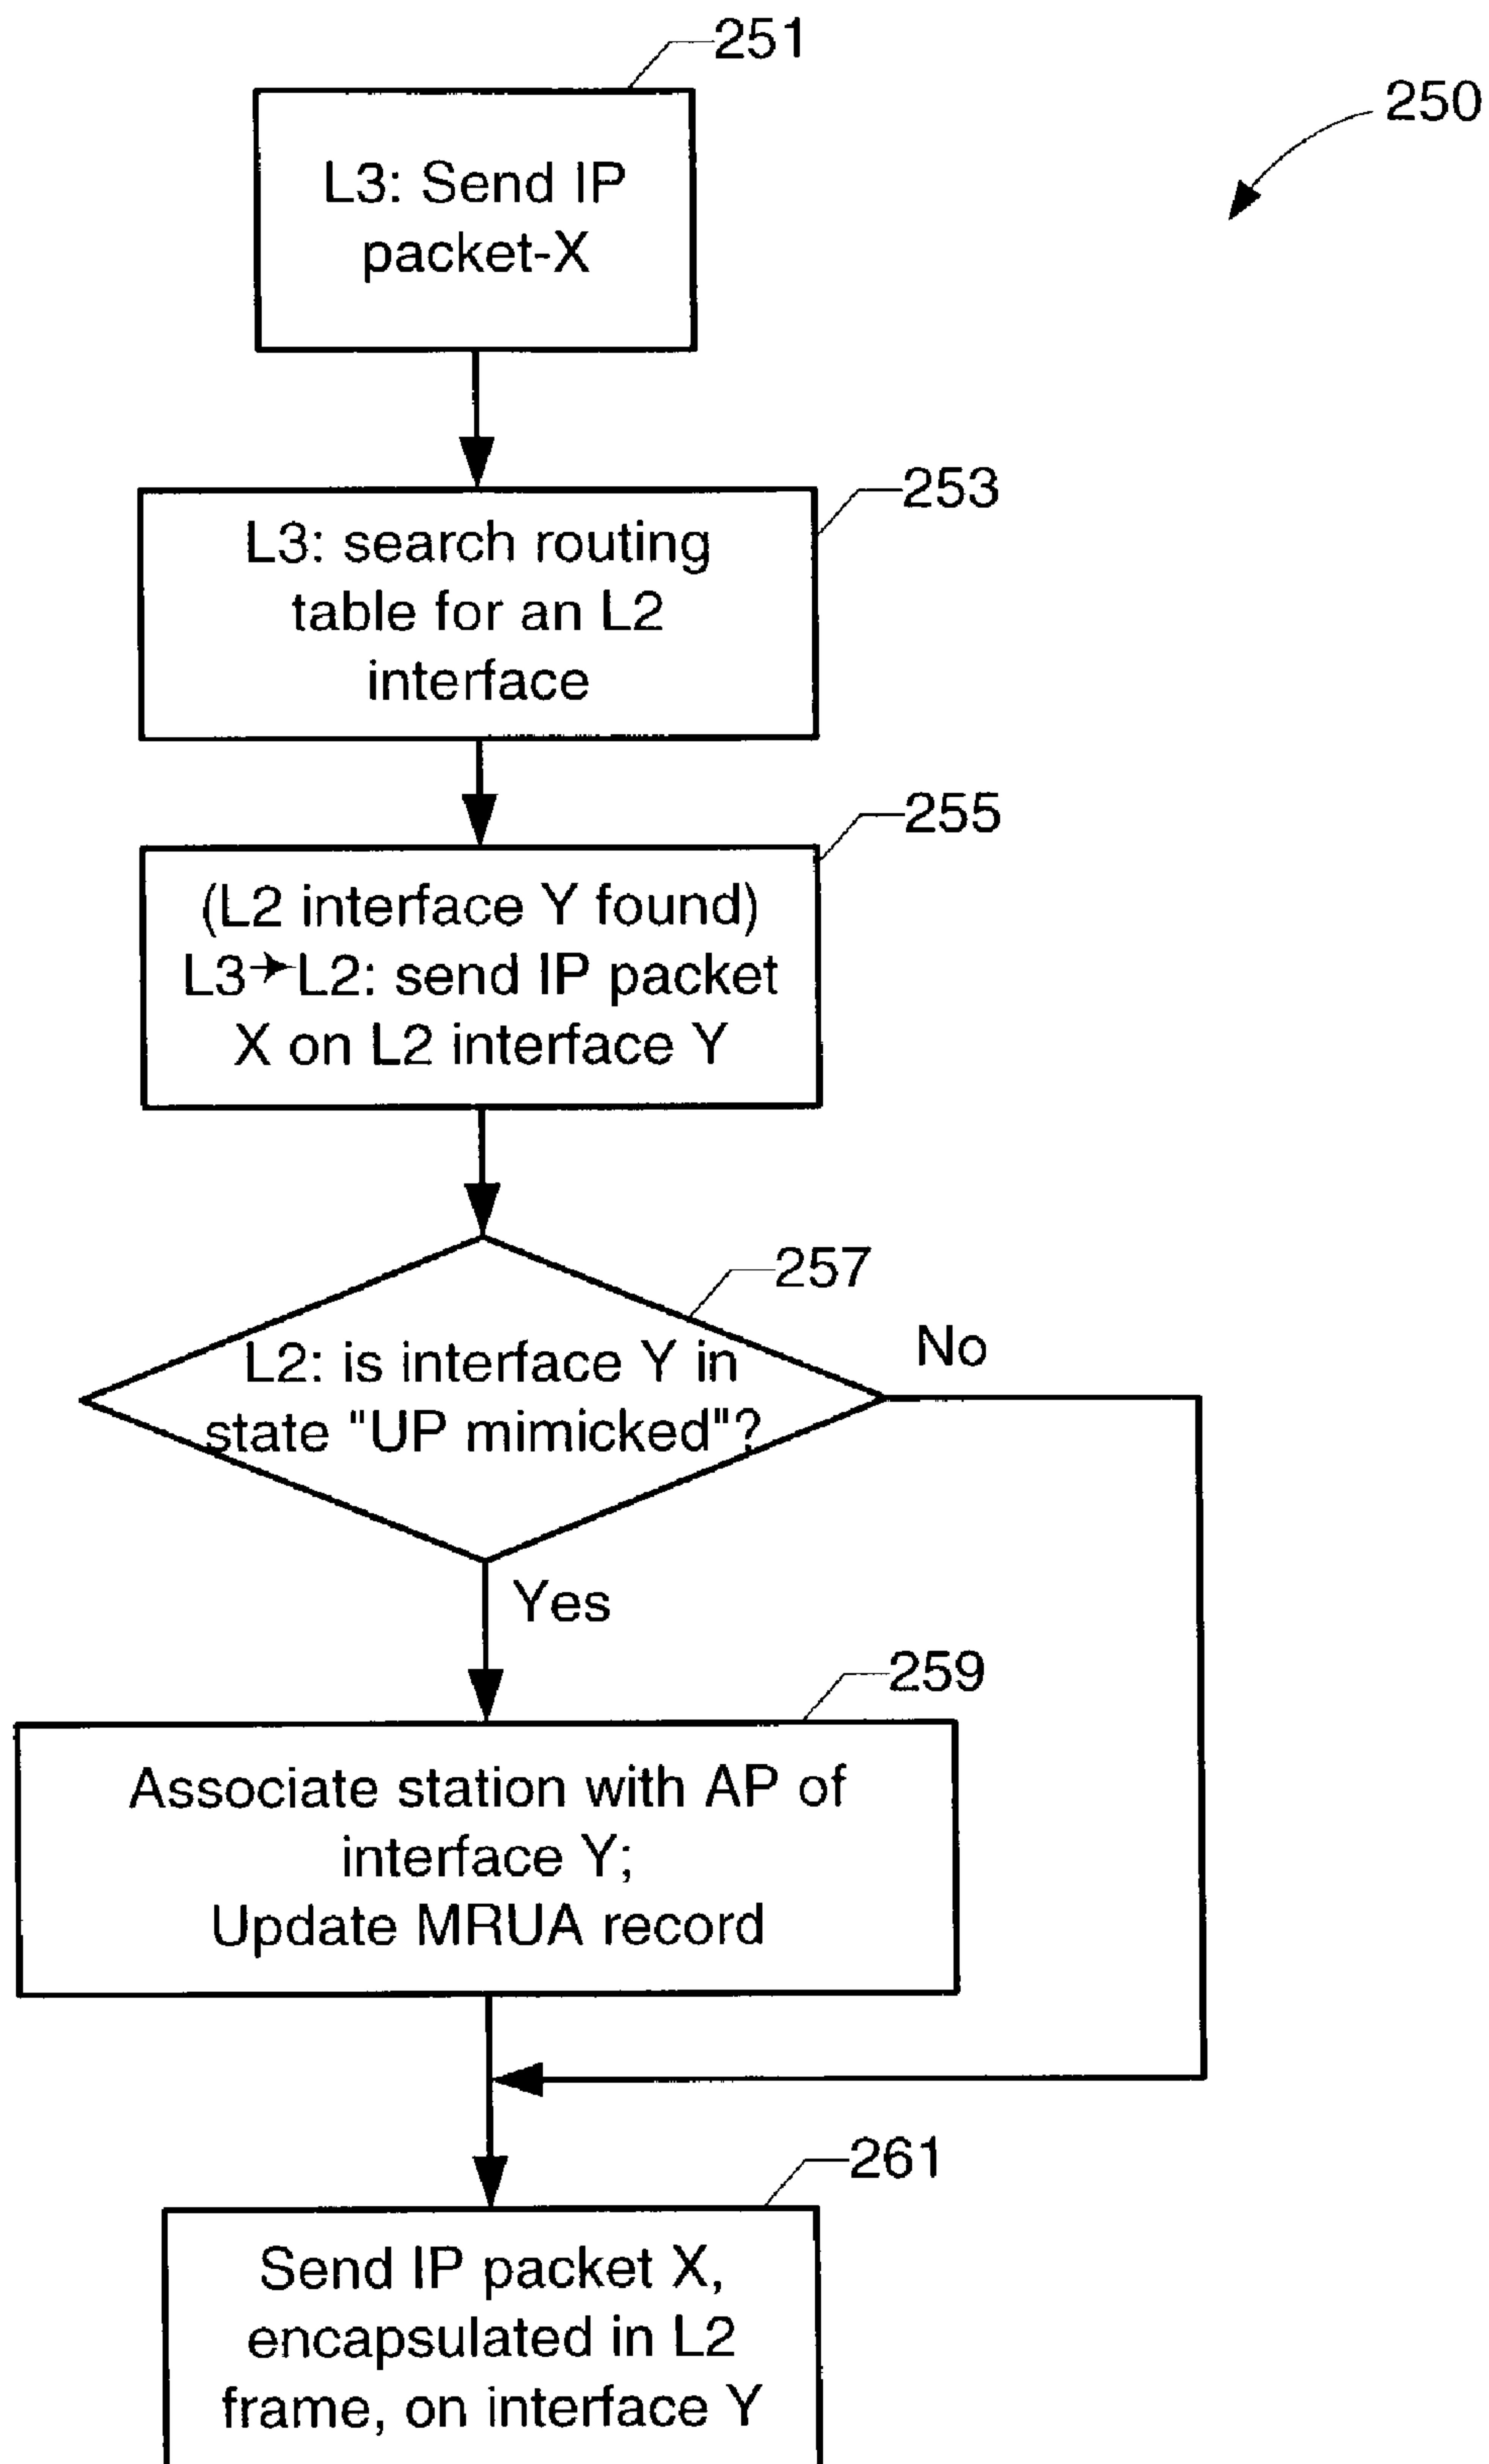 251
250
L3: Send IP
packet-X
253
L3: search routing
table for an L2
interface
255
(L2 interface Y found)
L3→L2: send IP packet
X on L2 interface Y
257
L2: is interface Y in
state "UP mimicked"?
No
Yes
259
Associate station with AP of
interface Y;
Update MRUA record
261
Send IP packet X,
encapsulated in L2
frame, on interface Y